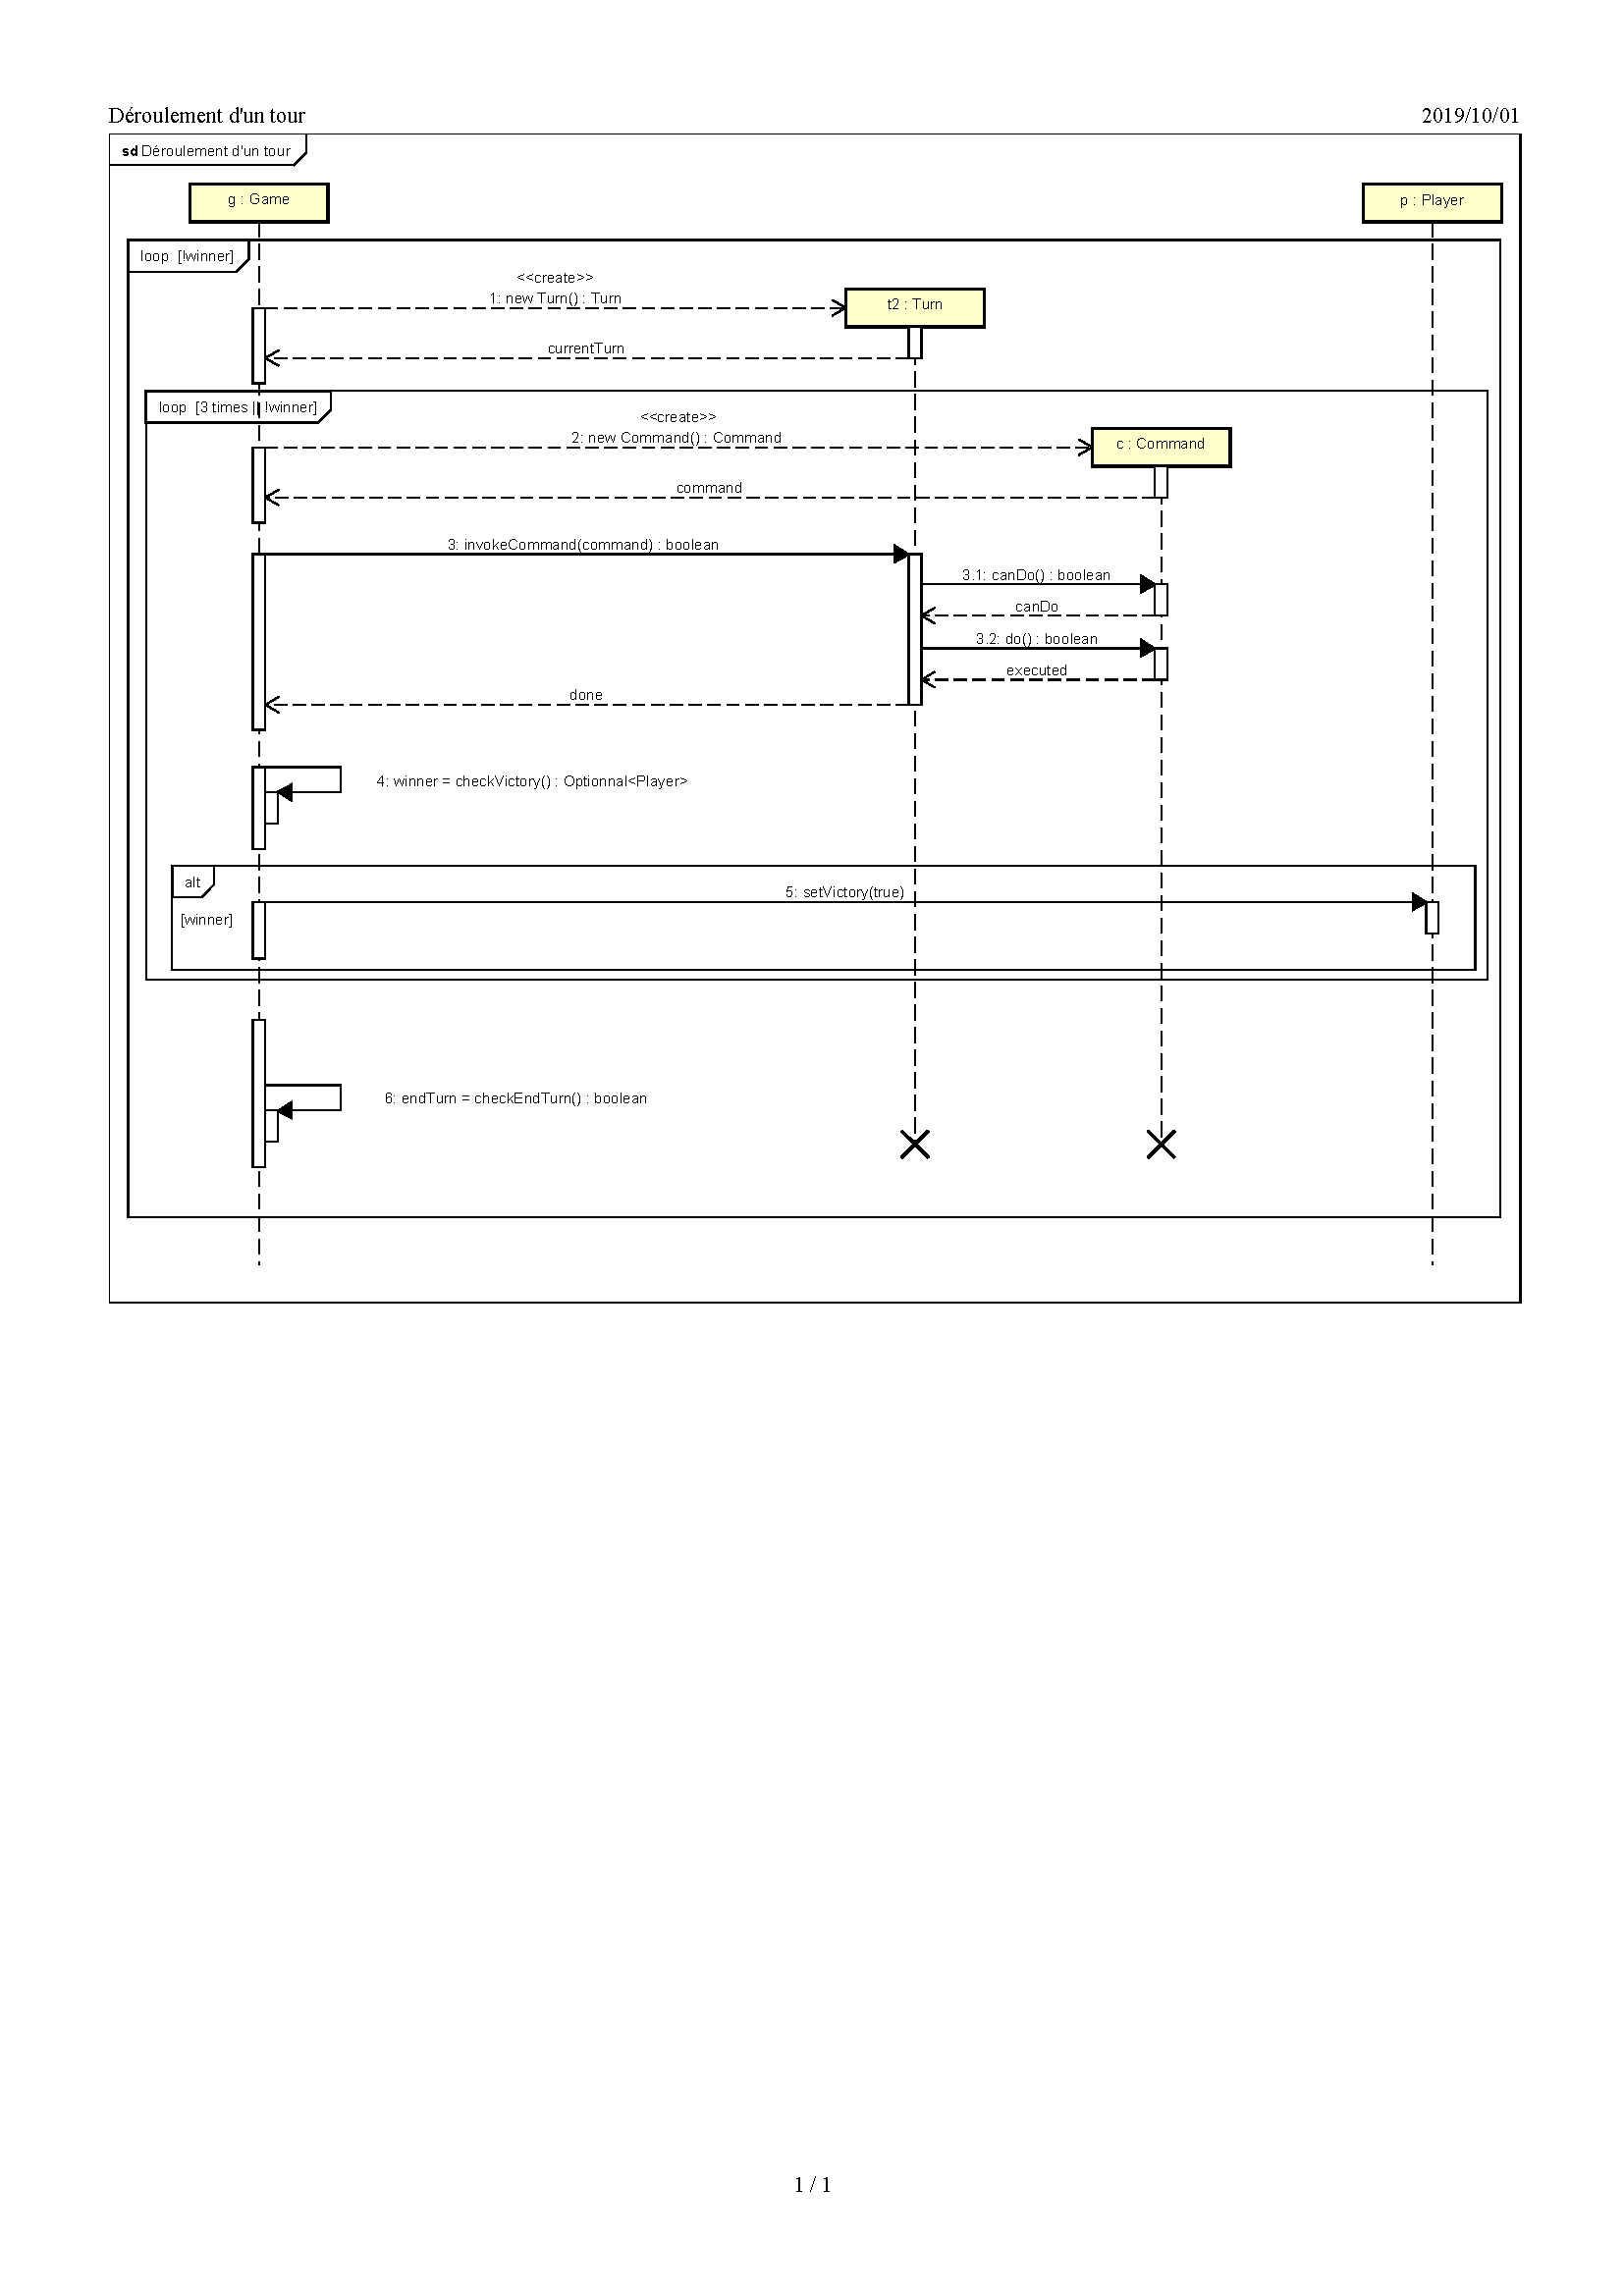 Déroulement d'un tour 2019/10/01
sd Déroulement d'un tour
g : Game
p : Player
loop [!winner]
<<create>>
1: new Turn() : Turn
t2 : Turn
currentTurn
loop [3 times || !winner]
<<create>>
2: new Command() : Command
c : Command
command
3: invokeCommand(command) : boolean
3.1: canDo() : boolean
canDo
3.2: do() : boolean
executed
done
4: winner = checkVictory() : Optionnal<Player>
alt
5: setVictory(true)
[winner]
6: endTurn = checkEndTurn() : boolean
1 / 1